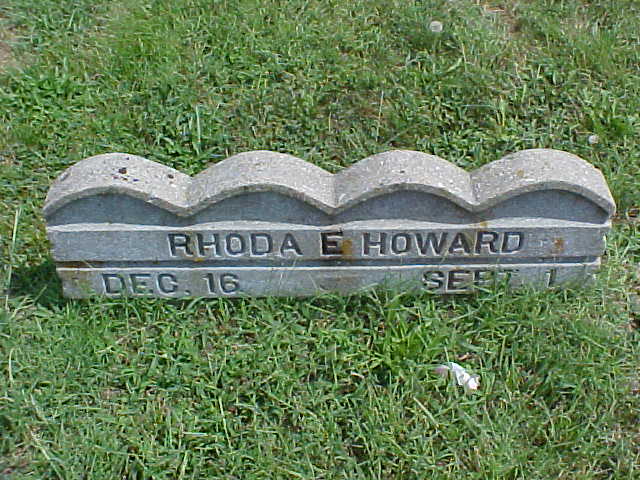 RHODA E HOWARD
DEC. 16 SEPT. 1